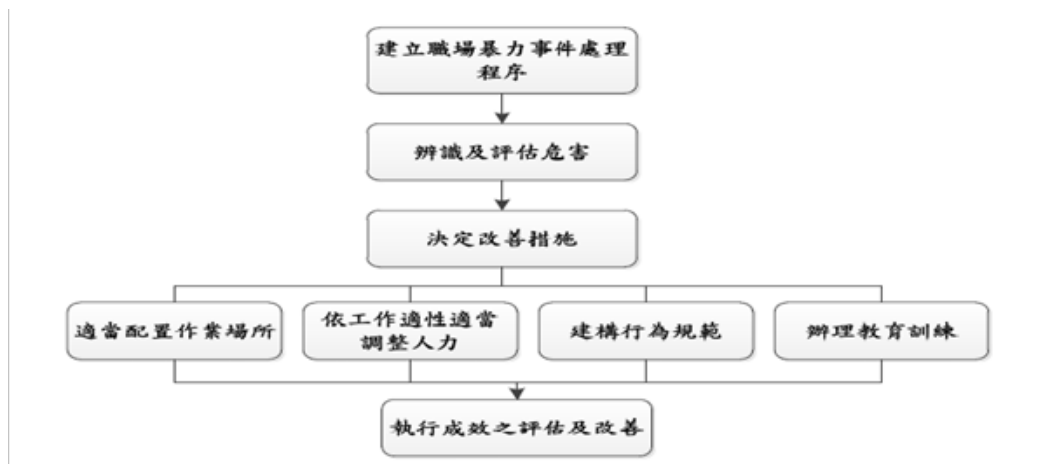 建立職場暴力事件處理
程序
辨識及評估危害
決定改善措施
適當配置作業場所
依工作適性適當
調整人力
建構行為規範
辦理教育訓練
執行成效之評估及改善